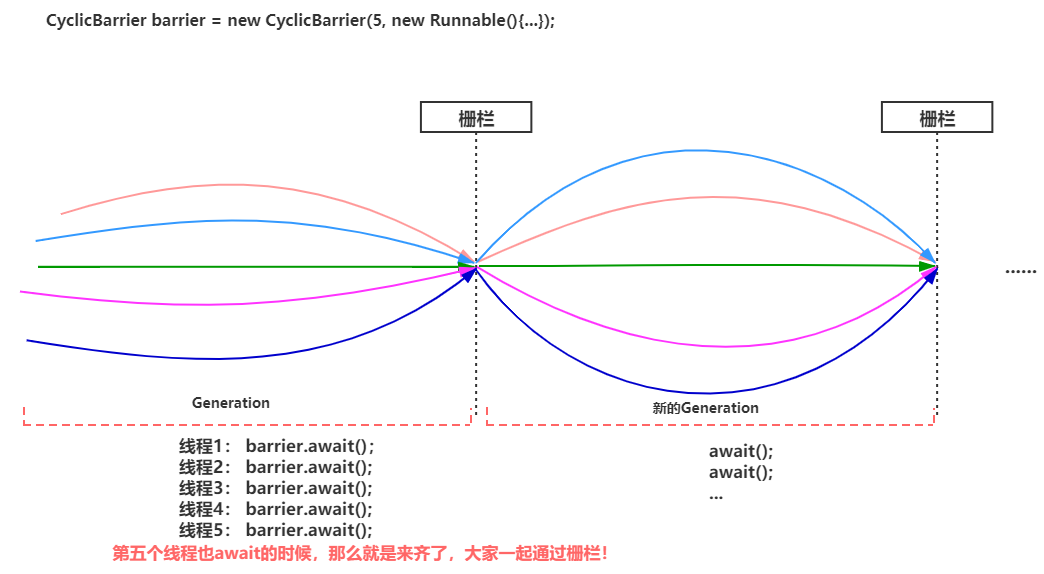 CyclicBarrier barrier = new CyclicBarrier(5, new Runnable(){...});
栅栏
栅栏
......
Generation
新的Generation
线程1： barrier.await();
线程2： barrier.await();
线程3： barrier.await();
线程4： barrier.await();
线程5： barrier.await();
await();
await();
...
第五个线程也await的时候，那么就是来齐了，大家一起通过栅栏！